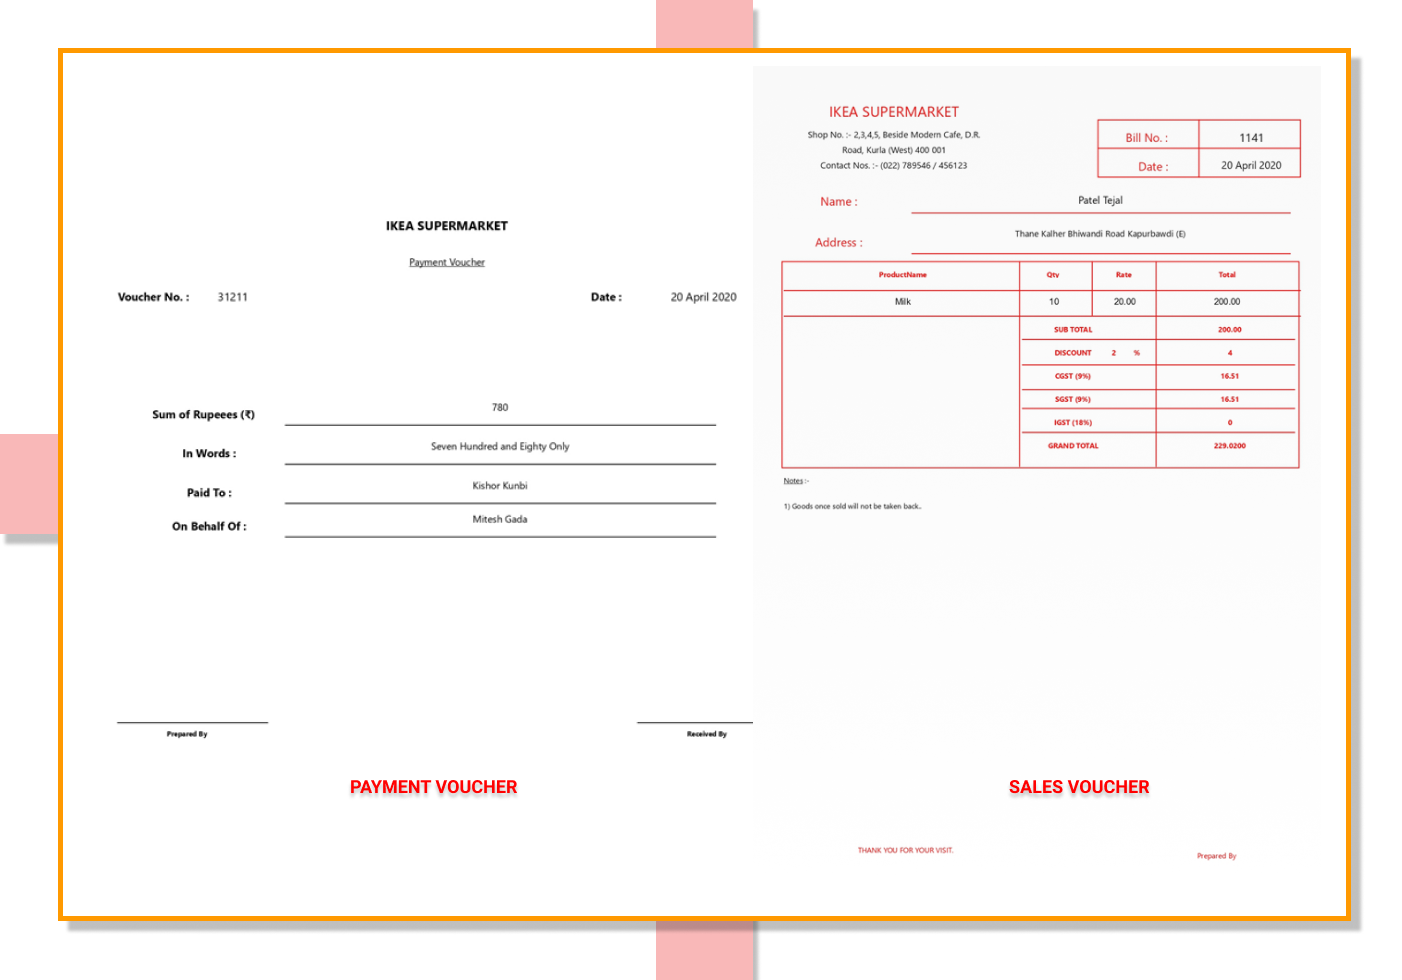 IKEA SUPERMARKET
Payment Voucher
Voucher No. : 31211 Date : 20 April 2020
Sum of Rupeees (₹) 780
In Words : Seven Hundred and Eighty Only
Paid To : Kishor Kunbi
On Behalf Of : Mitesh Gada
Prepared By Received By
PAYMENT VOUCHER
IKEA SUPERMARKET
Shop No. :- 2,3,4,5, Beside Modern Cafe, D.R.
Road, Kurla (West) 400 001
Contact Nos. :- (022) 789546 / 456123
Bill No. : 1141
Date : 20 April 2020
Name : Patel Tejal
Address : Thane Kalher Bhiwandi Road Kapurbawdi (E)
ProductName Qty Rate Total
Milk 10 20.00 200.00
SUB TOTAL 200.00
DISCOUNT 2 % 4
CGST (9%) 16.51
SGST (9%) 16.51
IGST (18%) 0
GRAND TOTAL 229.0200
Notes :-
1) Goods once sold will not be taken back..
SALES VOUCHER
THANK YOU FOR YOUR VISIT.
Prepared By